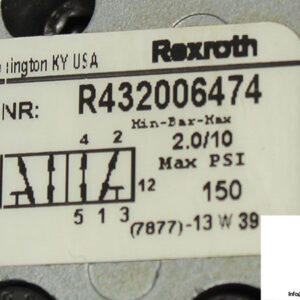 ington KY USA Rexroth
NR: R432006474
Min-Bar-Max
4 2 2.0/10
Max PSI
12 150
5 1 3
(7877)-13 W 39